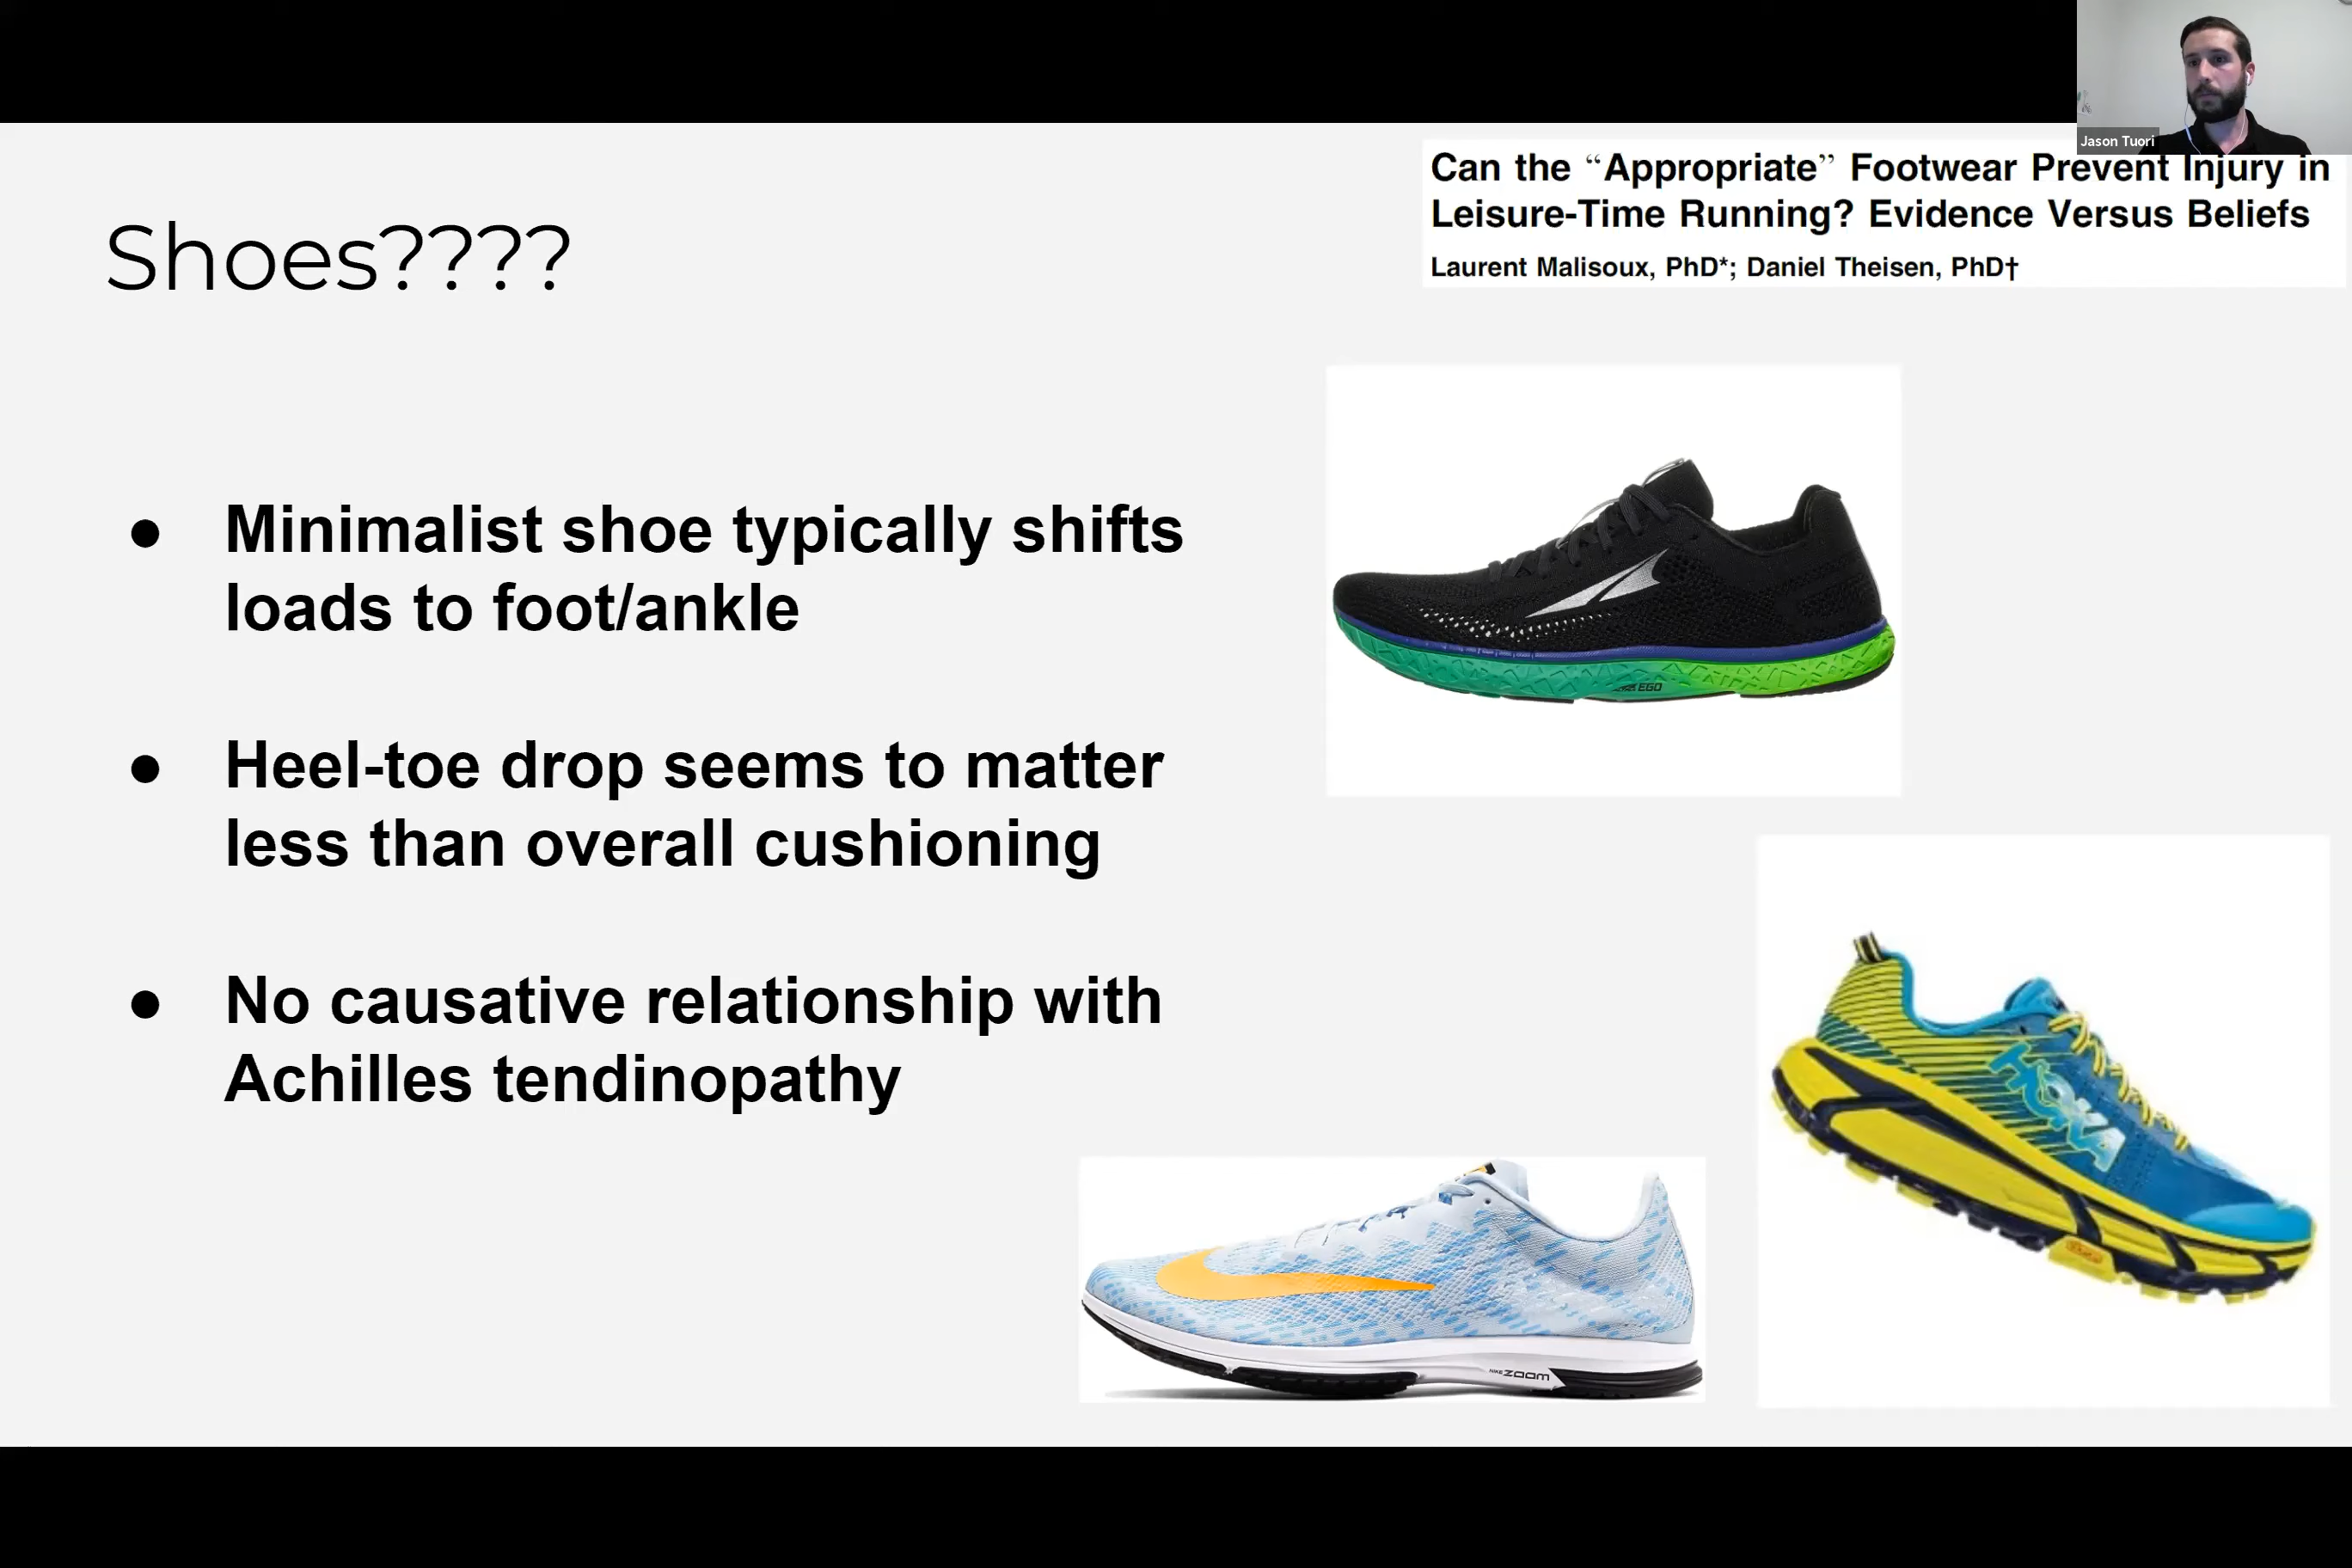 Jason Tuori
Can the “Appropriate” Footwear Prevent Injury in
Leisure-Time Running? Evidence Versus Beliefs
Laurent Malisoux, PhD*; Daniel Theisen, PhD†
Shoes????
● Minimalist shoe typically shifts
loads to foot/ankle
● Heel-toe drop seems to matter
less than overall cushioning
● No causative relationship with
Achilles tendinopathy
EGO
HOKA
NIKE ZOOM